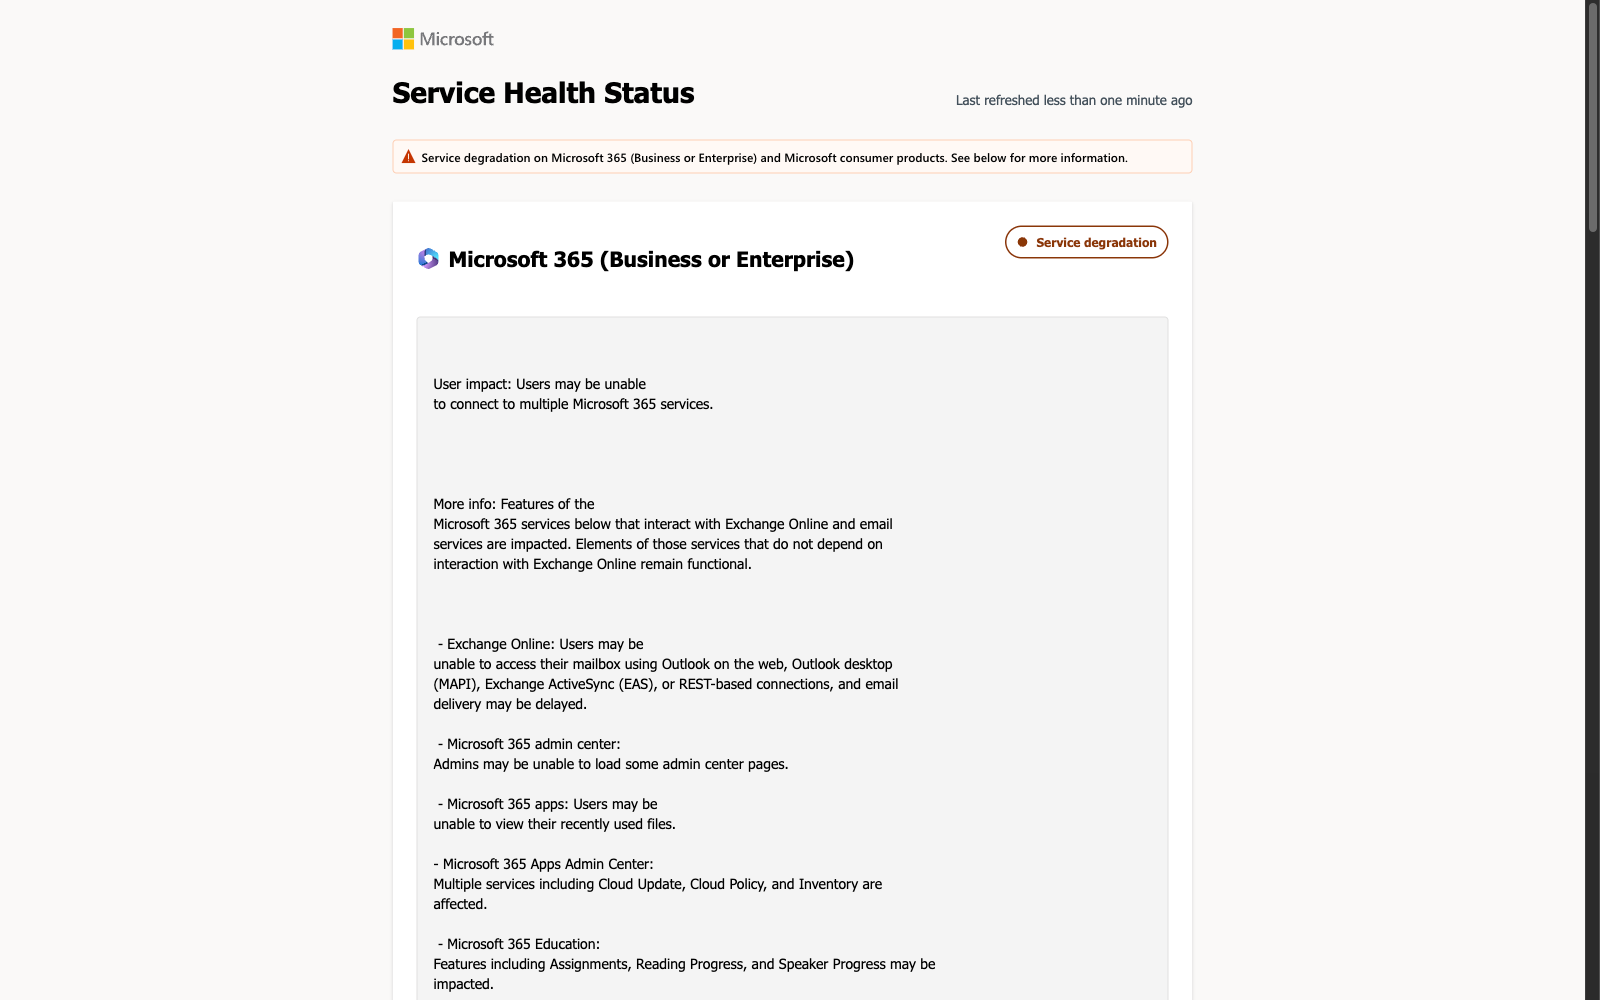 Microsoft
Service Health Status
Last refreshed less than one minute ago
Service degradation on Microsoft 365 (Business or Enterprise) and Microsoft consumer products. See below for more information.
Service degradation
Microsoft 365 (Business or Enterprise)
User impact: Users may be unable
to connect to multiple Microsoft 365 services.
More info: Features of the
Microsoft 365 services below that interact with Exchange Online and email
services are impacted. Elements of those services that do not depend on
interaction with Exchange Online remain functional.
- Exchange Online: Users may be
unable to access their mailbox using Outlook on the web, Outlook desktop
(MAPI), Exchange ActiveSync (EAS), or REST-based connections, and email
delivery may be delayed.
- Microsoft 365 admin center:
Admins may be unable to load some admin center pages.
- Microsoft 365 apps: Users may be
unable to view their recently used files.
- Microsoft 365 Apps Admin Center:
Multiple services including Cloud Update, Cloud Policy, and Inventory are
affected.
- Microsoft 365 Education:
Features including Assignments, Reading Progress, and Speaker Progress may be
impacted.